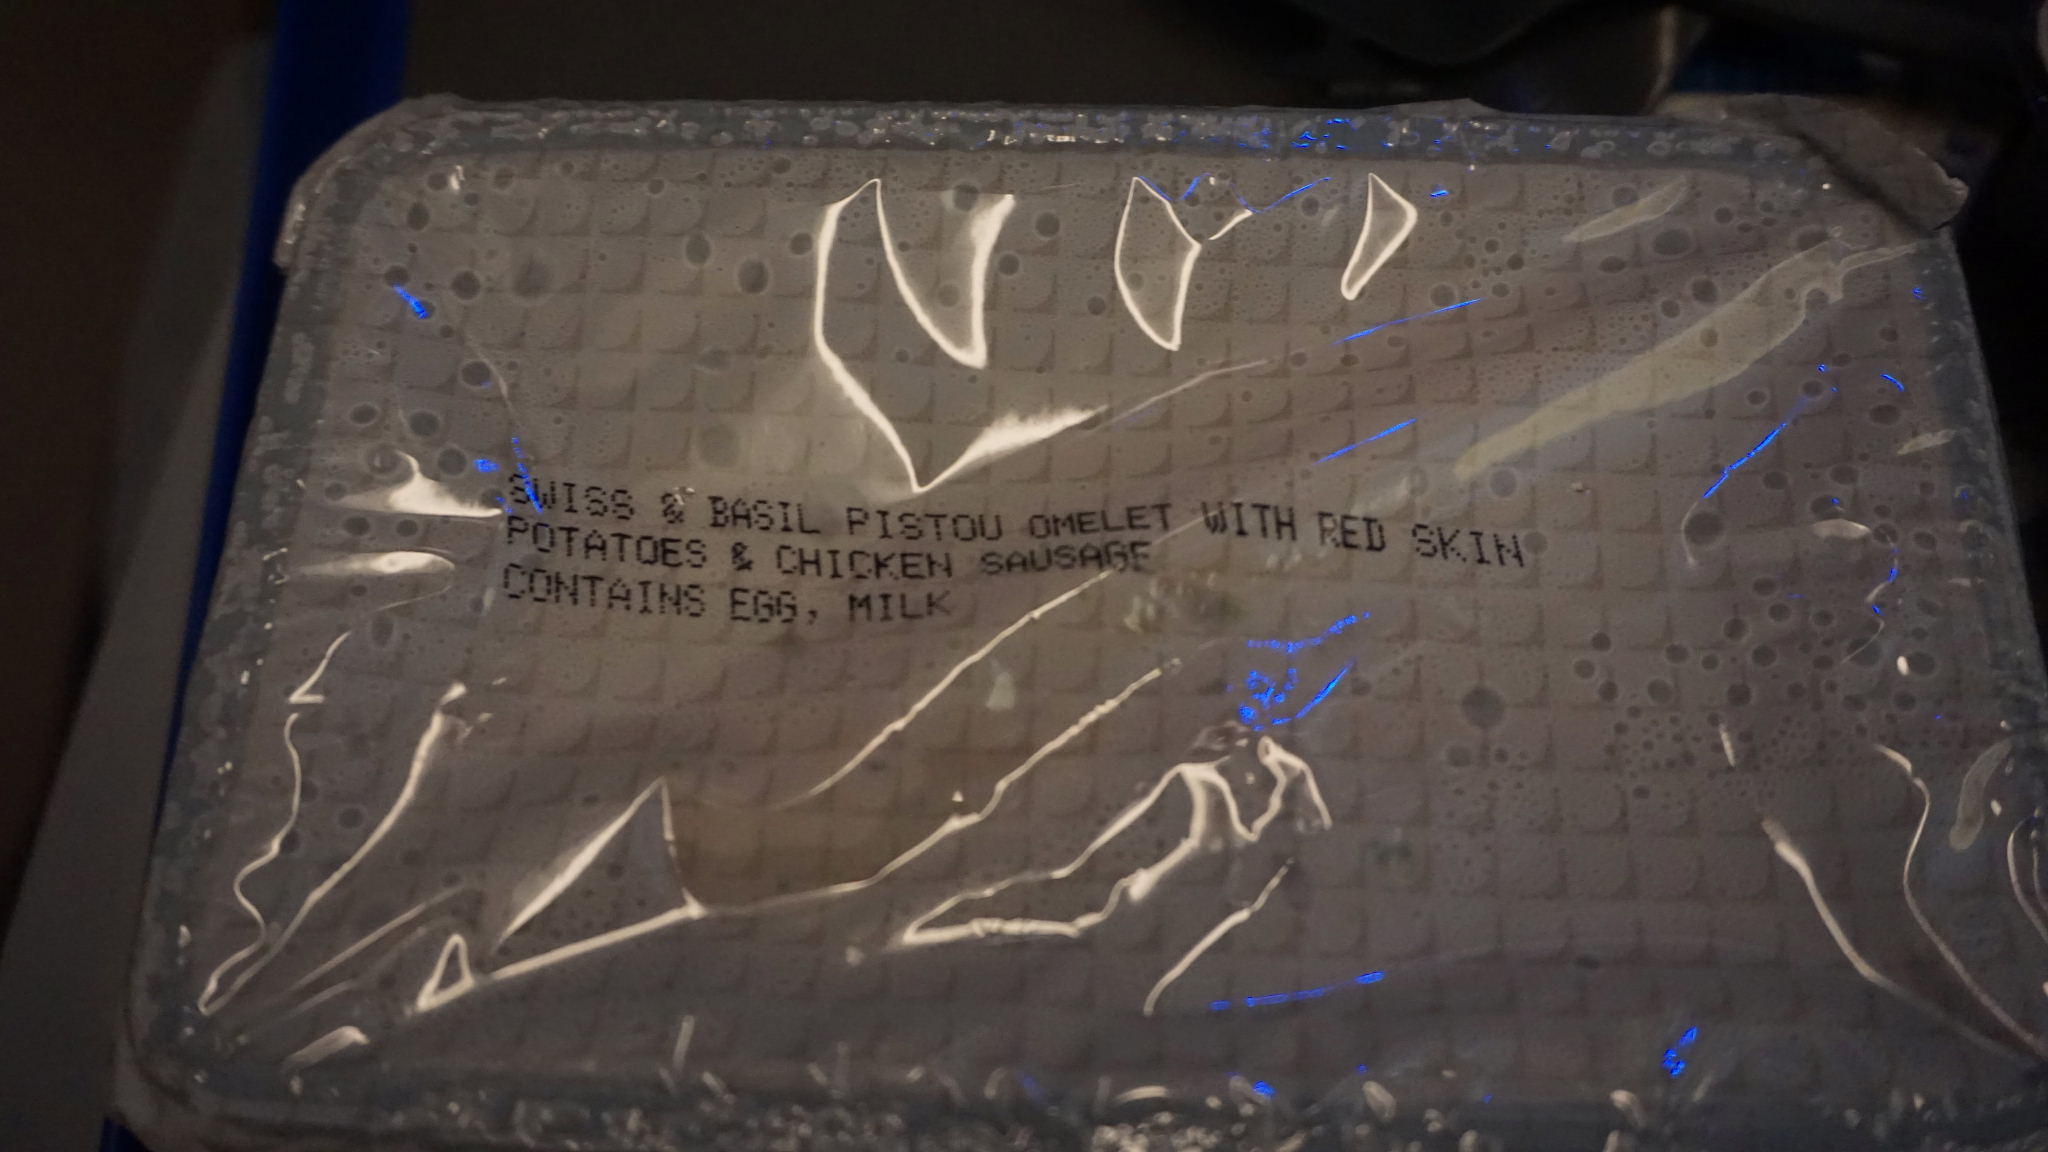 SWISS & BASIL PISTOU OMELET WITH RED SKIN
POTATOES & CHICKEN SAUSAGE
CONTAINS EGG, MILK